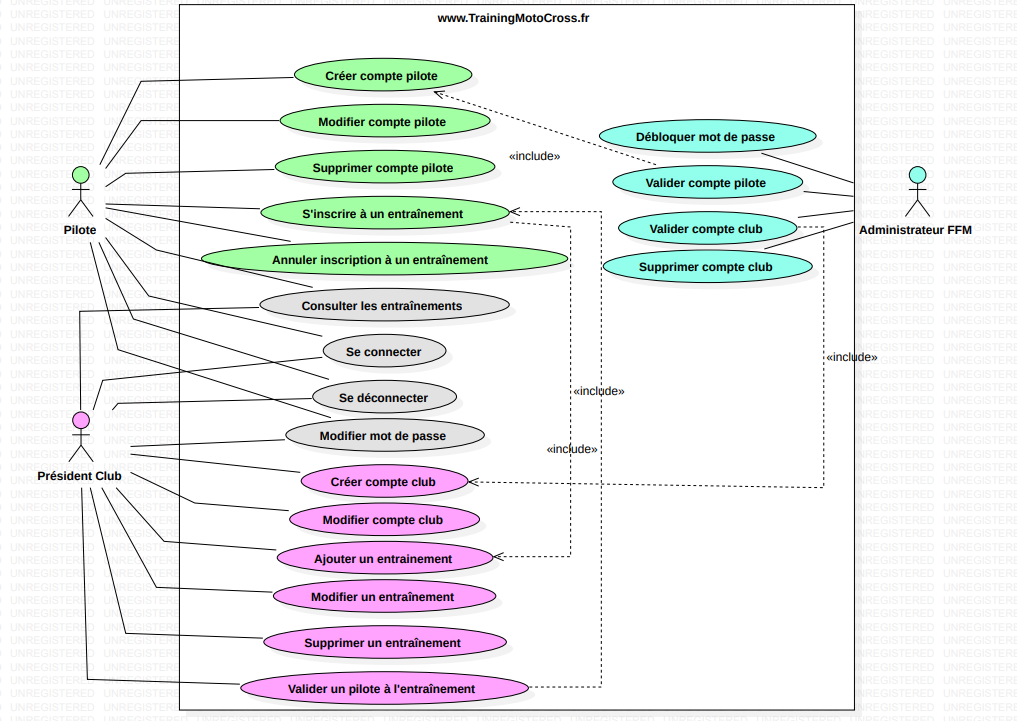 www.TrainingMotoCross.fr
Créer compte pilote
Modifier compte pilote
Débloquer mot de passe
«include»
Supprimer compte pilote
Valider compte pilote
S'inscrire à un entraînement
Pilote
Valider compte club
Administrateur FFM
Annuler inscription à un entraînement
Supprimer compte club
Consulter les entraînements
Se connecter
«include»
Se déconnecter
«include»
Modifier mot de passe
«include»
Président Club
Créer compte club
Modifier compte club
Ajouter un entrainement
Modifier un entraînement
Supprimer un entraînement
Valider un pilote à l'entraînement
UNREGISTERED